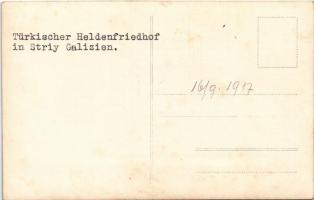 Türkischer Heldenfriedhof
in Striy Galizien.
16/9. 1917